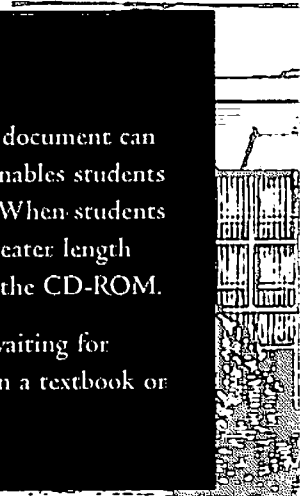 document can
nables students
When students
eater length
the CD-ROM.
vaiting for
n a textbook or